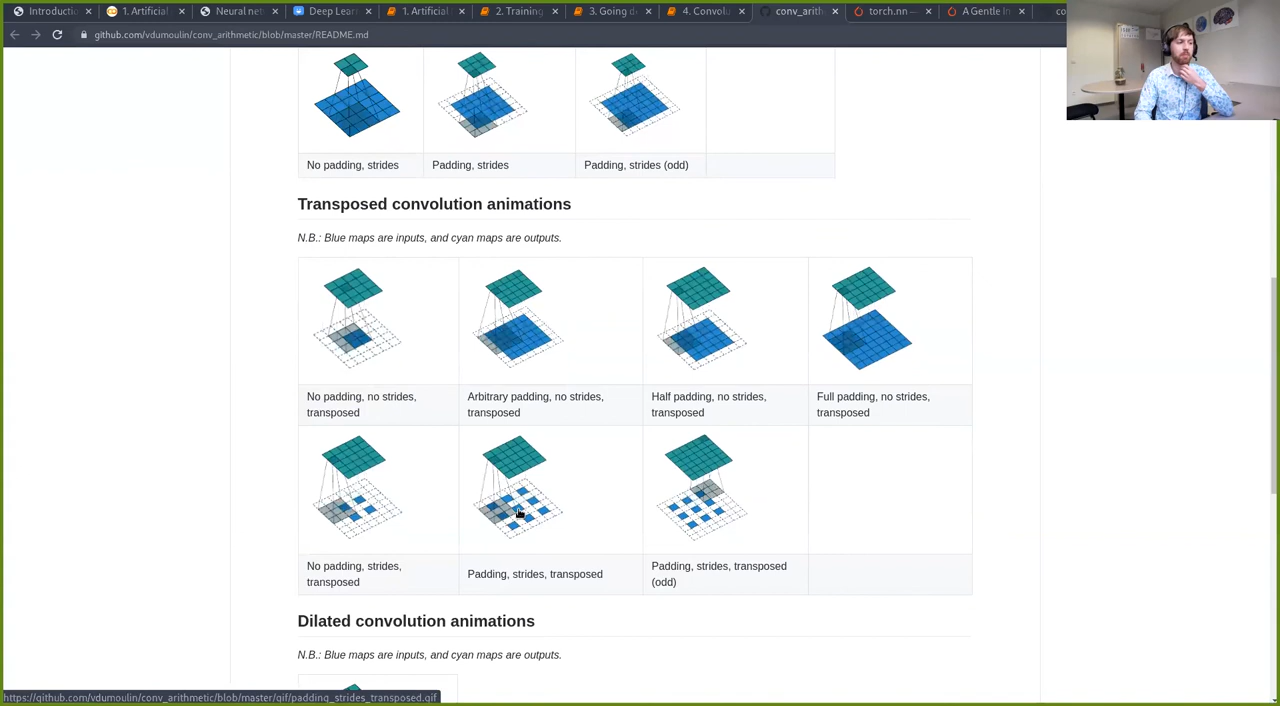 Introductio
1. Artificial
Neural netw
Deep Learn
1. Artificial
2. Training
3. Going d
4. Convolu
conv_arith
torch.nn —
A Gentle In
co
github.com/vdumoulin/conv_arithmetic/blob/master/README.md
No padding, strides
Padding, strides
Padding, strides (odd)
Transposed convolution animations
N.B.: Blue maps are inputs, and cyan maps are outputs.
No padding, no strides,
transposed
Arbitrary padding, no strides,
transposed
Half padding, no strides,
transposed
Full padding, no strides,
transposed
No padding, strides,
transposed
Padding, strides, transposed
Padding, strides, transposed
(odd)
Dilated convolution animations
N.B.: Blue maps are inputs, and cyan maps are outputs.
https://github.com/vdumoulin/conv_arithmetic/blob/master/gif/padding_strides_transposed.gif